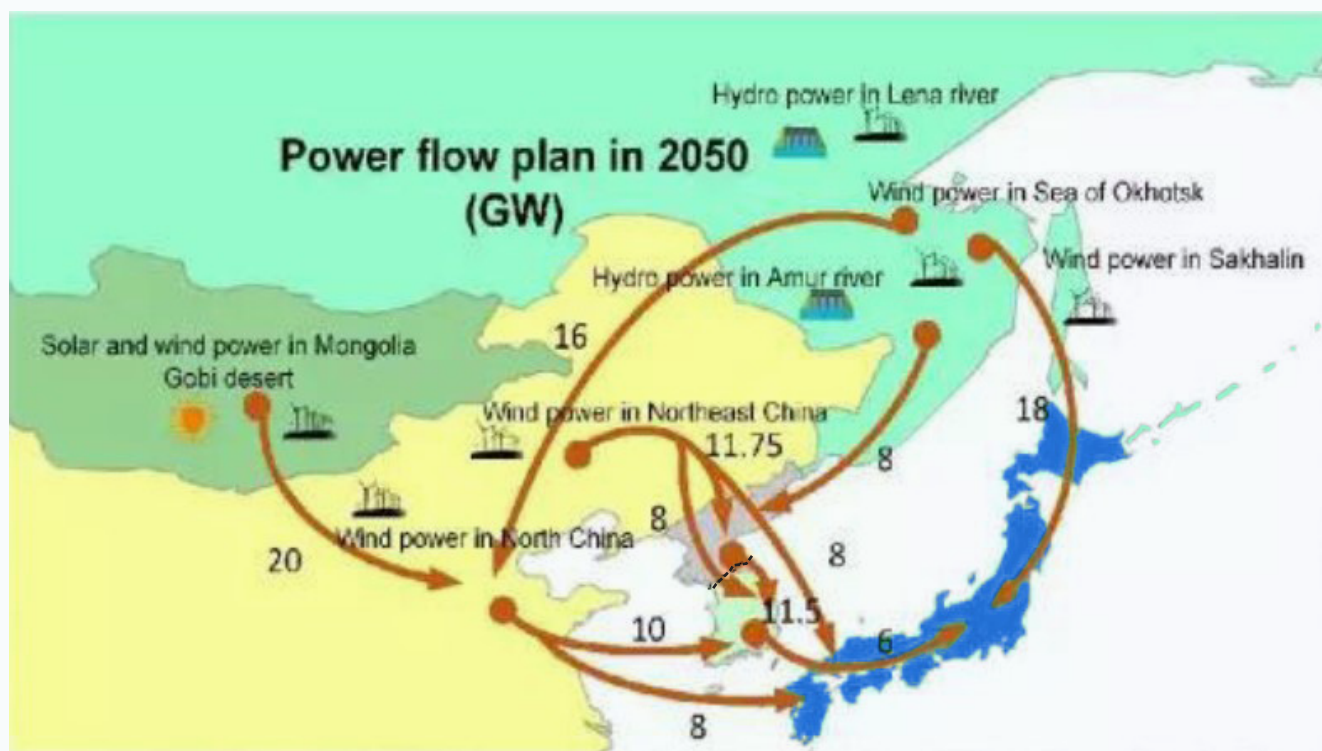 Hydro power in Lena river
Power flow plan in 2050
(GW)
Wind power in Sea of Okhotsk
Wind power in Sakhalin
Hydro power in Amur river
16
Solar and wind power in Mongolia
Gobi desert
Wind power in Northeast China
18
11.75
8
8
Wind power in North China
8
20
11.5
10
6
8